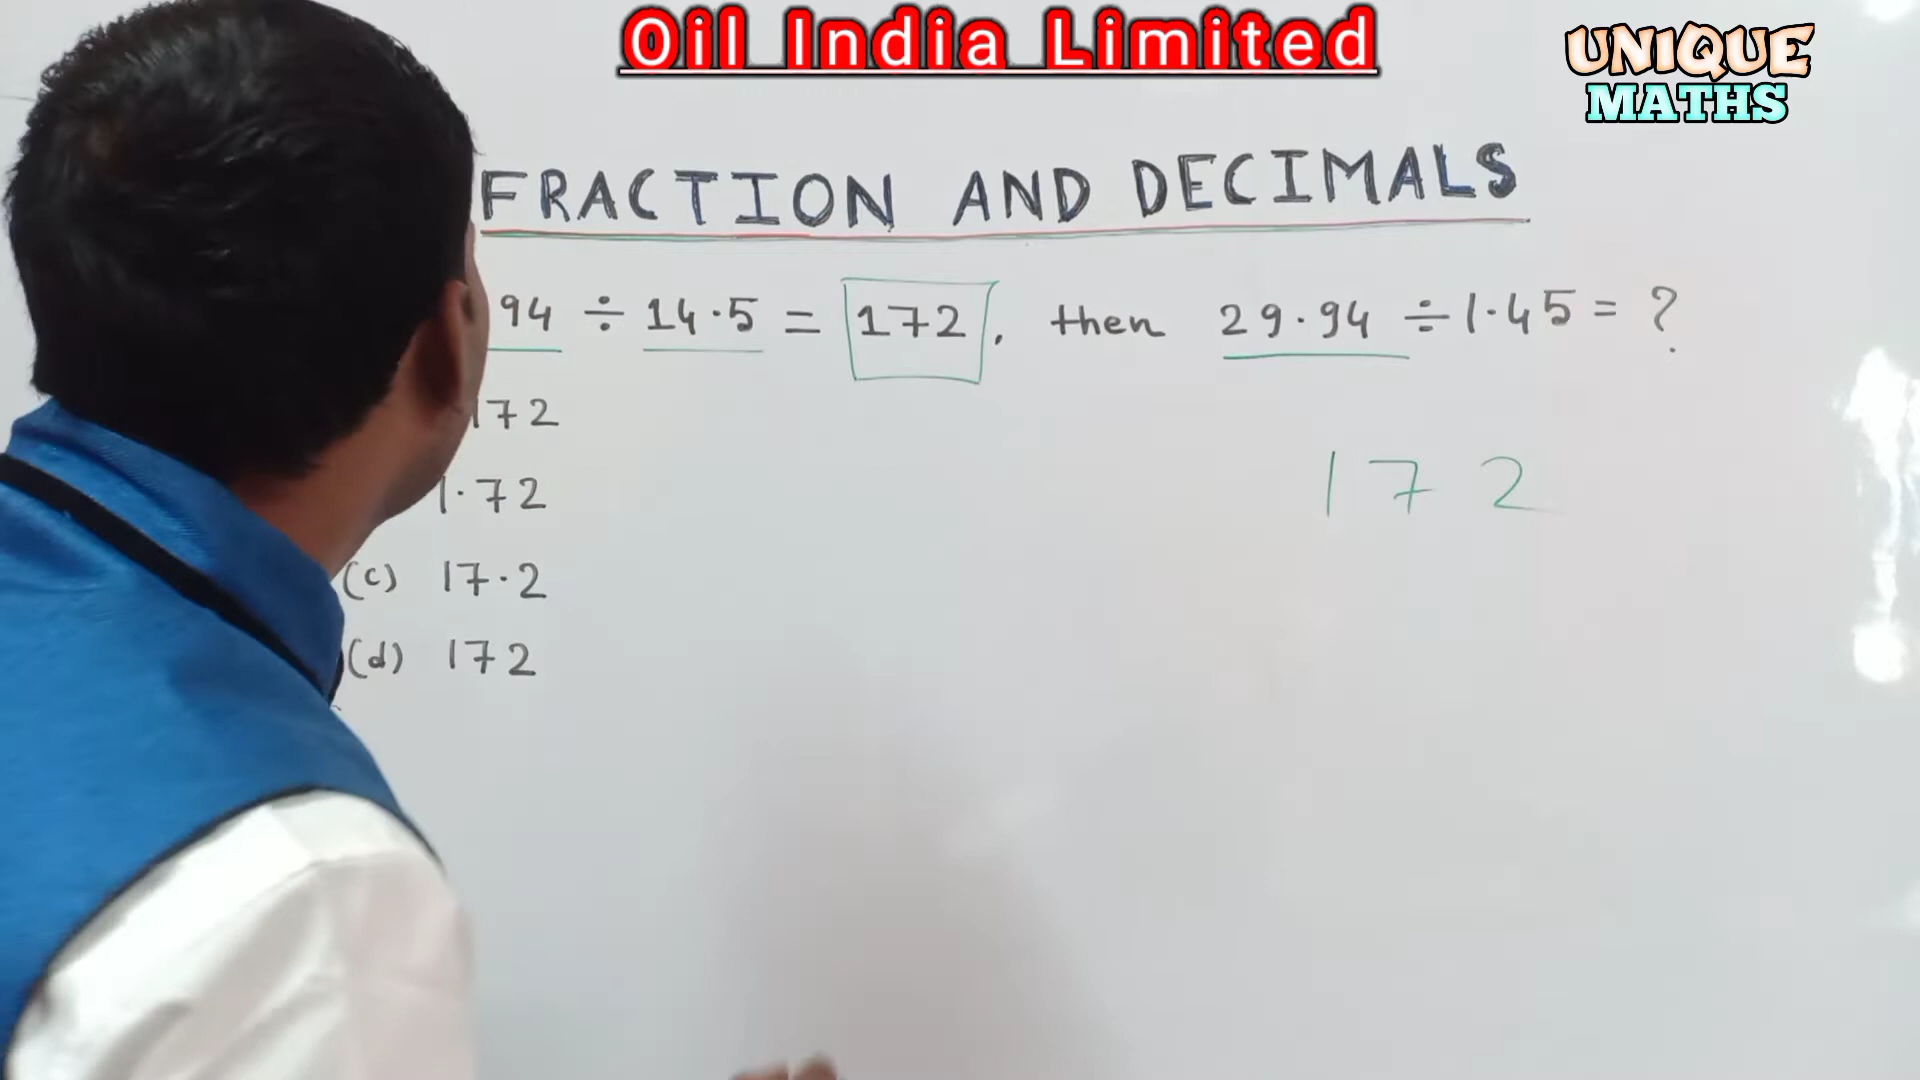 Oil India Limited
UNIQUE
MATHS
FRACTION AND DECIMALS
94 ÷ 14.5 = 172, then 29.94 ÷ 1.45 = ?
172
1.72
172
(c) 17.2
(d) 172